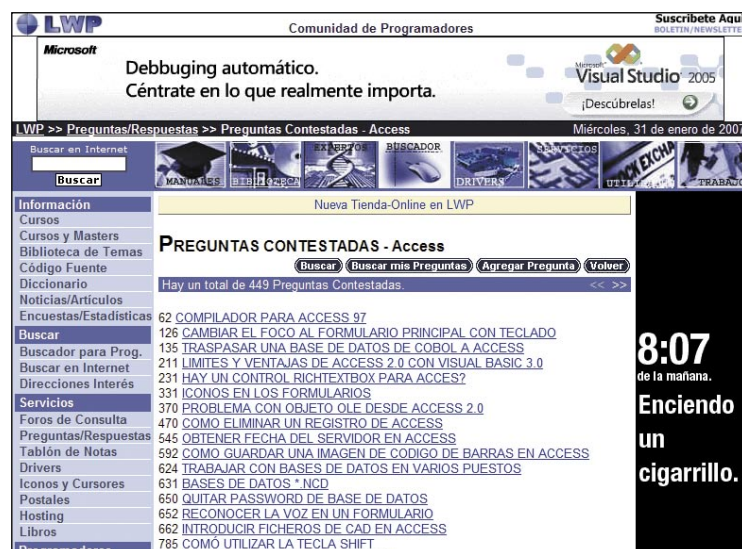 LWP
Comunidad de Programadores
Suscribete Aqui
BOLETIN/NEWSLETTE
Microsoft
Debbuging automático.
Céntrate en lo que realmente importa.
Microsoft
Visual Studio 2005
¡Descúbrelas!
LWP >> Preguntas/Respuestas >> Preguntas Contestadas - Access
Miércoles, 31 de enero de 2007
Buscar en Internet
Buscar
MANUALES
BIBLIOTECA
EXPERTOS
BUSCADOR
DRIVERS
SERVICIOS
STOCK EXCH
TRABAJO
Nueva Tienda-Online en LWP
PREGUNTAS CONTESTADAS - Access
Buscar
Buscar mis Preguntas
Agregar Pregunta
Volver
Hay un total de 449 Preguntas Contestadas.
<< >>
Información
Cursos
Cursos y Masters
Biblioteca de Temas
Código Fuente
Diccionario
Noticias/Artículos
Encuestas/Estadísticas
Buscar
Buscador para Prog.
Buscar en Internet
Direcciones Interés
Servicios
Foros de Consulta
Preguntas/Respuestas
Tablón de Notas
Drivers
Iconos y Cursores
Postales
Hosting
Libros
62 COMPILADOR PARA ACCESS 97
126 CAMBIAR EL FOCO AL FORMULARIO PRINCIPAL CON TECLADO
135 TRASPASAR UNA BASE DE DATOS DE COBOL A ACCESS
211 LIMITES Y VENTAJAS DE ACCESS 2.0 CON VISUAL BASIC 3.0
231 HAY UN CONTROL RICHTEXTBOX PARA ACCES?
331 ICONOS EN LOS FORMULARIOS
370 PROBLEMA CON OBJETO OLE DESDE ACCESS 2.0
470 COMO ELIMINAR UN REGISTRO DE ACCESS
545 OBTENER FECHA DEL SERVIDOR EN ACCESS
592 COMO GUARDAR UNA IMAGEN DE CODIGO DE BARRAS EN ACCESS
624 TRABAJAR CON BASES DE DATOS EN VARIOS PUESTOS
631 BASES DE DATOS *.NCD
650 QUITAR PASSWORD DE BASE DE DATOS
652 RECONOCER LA VOZ EN UN FORMULARIO
662 INTRODUCIR FICHEROS DE CAD EN ACCESS
785 COMÓ UTILIZAR LA TECLA SHIFT
8:07
de la mañana.
Enciendo
un
cigarrillo.